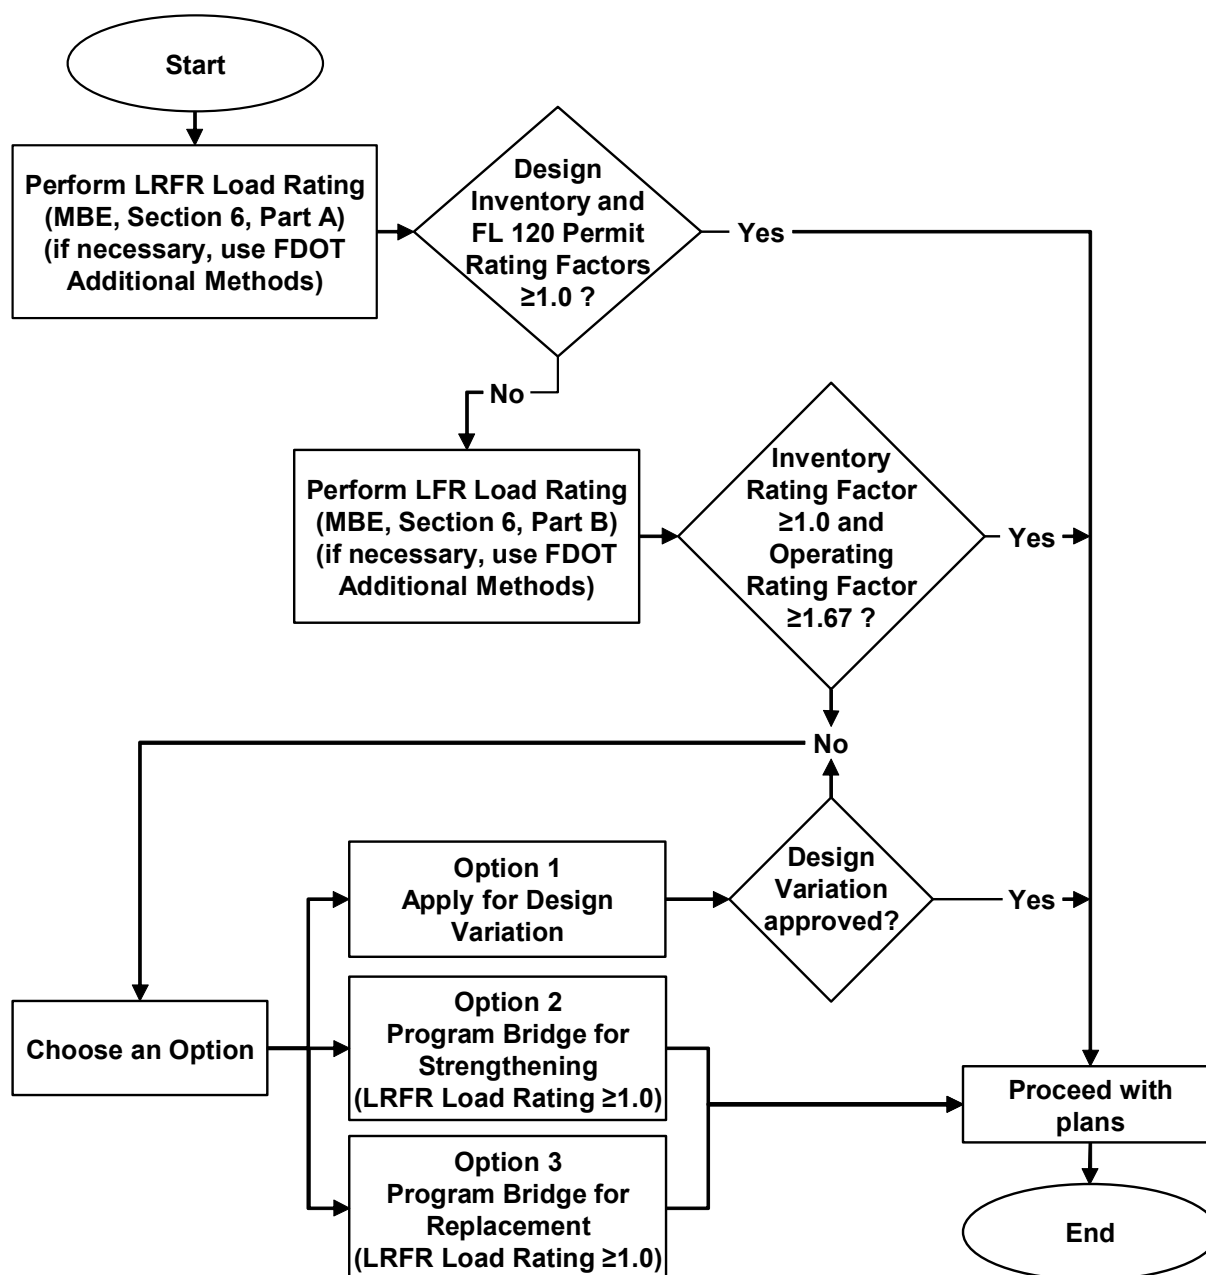 Start
Perform LRFR Load Rating
(MBE, Section 6, Part A)
(if necessary, use FDOT
Additional Methods)
Design
Inventory and
FL 120 Permit
Rating Factors
≥1.0 ?
Yes
No
Perform LFR Load Rating
(MBE, Section 6, Part B)
(if necessary, use FDOT
Additional Methods)
Inventory
Rating Factor
≥1.0 and
Operating
Rating Factor
≥1.67 ?
Yes
No
Option 1
Apply for Design
Variation
Design
Variation
approved?
Yes
Choose an Option
Option 2
Program Bridge for
Strengthening
(LRFR Load Rating ≥1.0)
Option 3
Program Bridge for
Replacement
(LRFR Load Rating ≥1.0)
Proceed with
plans
End